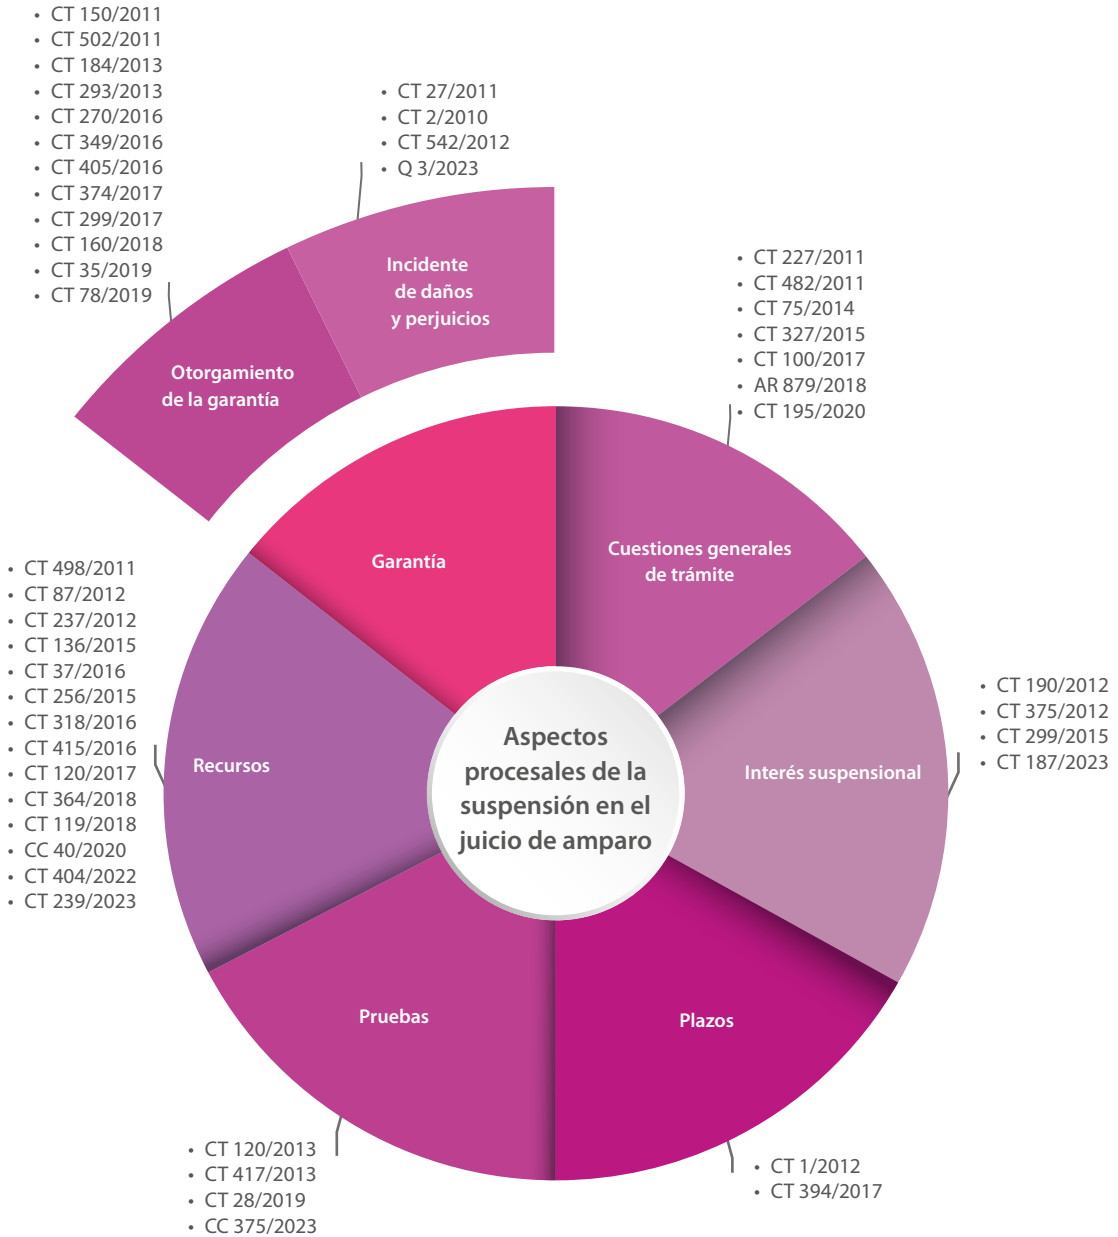 • CT 150/2011
• CT 502/2011
• CT 184/2013
• CT 293/2013
• CT 270/2016
• CT 349/2016
• CT 405/2016
• CT 374/2017
• CT 299/2017
• CT 160/2018
• CT 35/2019
• CT 78/2019
• CT 27/2011
• CT 2/2010
• CT 542/2012
• Q 3/2023
Incidente
de daños
y perjuicios
Otorgamiento
de la garantía
• CT 227/2011
• CT 482/2011
• CT 75/2014
• CT 327/2015
• CT 100/2017
• AR 879/2018
• CT 195/2020
Garantía
Cuestiones generales
de trámite
• CT 498/2011
• CT 87/2012
• CT 237/2012
• CT 136/2015
• CT 37/2016
• CT 256/2015
• CT 318/2016
• CT 415/2016
• CT 120/2017
• CT 364/2018
• CT 119/2018
• CC 40/2020
• CT 404/2022
• CT 239/2023
Recursos
Aspectos
procesales de la
suspensión en el
juicio de amparo
Interés suspensional
• CT 190/2012
• CT 375/2012
• CT 299/2015
• CT 187/2023
Pruebas
Plazos
• CT 120/2013
• CT 417/2013
• CT 28/2019
• CC 375/2023
• CT 1/2012
• CT 394/2017